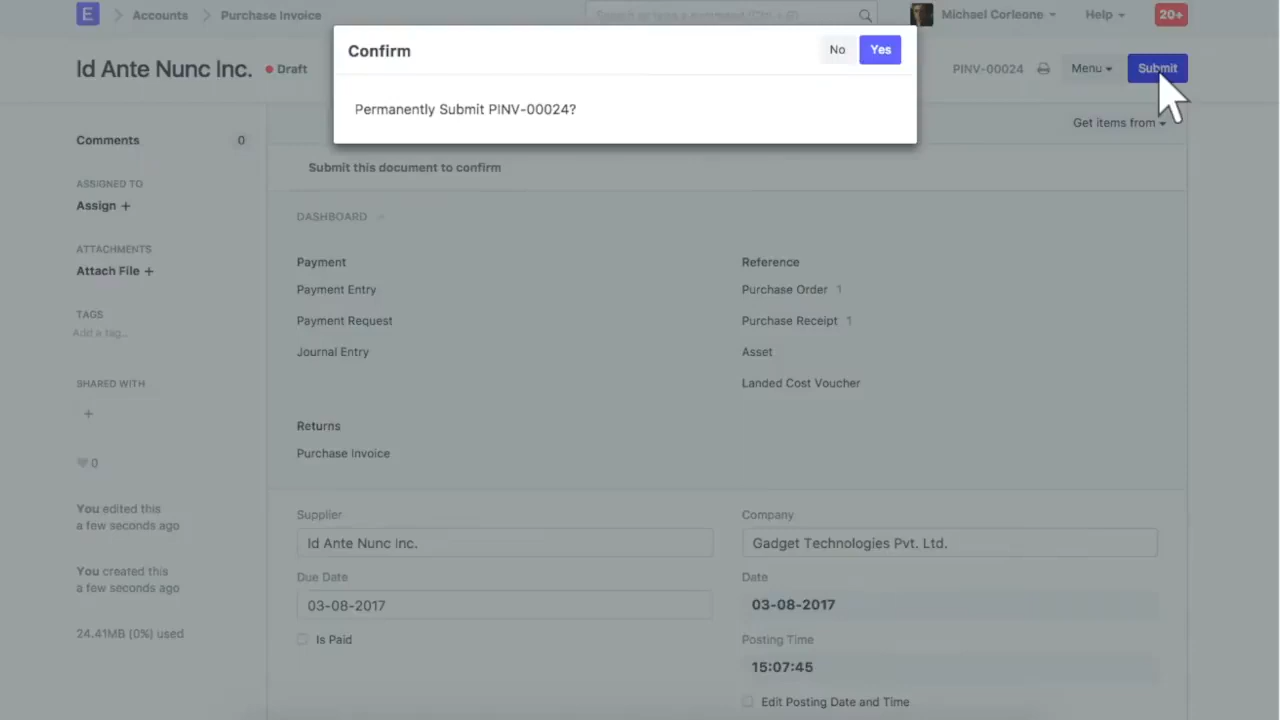 E Accounts Purchase Invoice
Michael Corleone Help 20+
Confirm No Yes
Permanently Submit PINV-00024?
Id Ante Nunc Inc. Draft PINV-00024 Menu Submit
Get items from
Comments 0
ASSIGNED TO
Assign +
ATTACHMENTS
Attach File +
TAGS
Add a tag...
SHARED WITH
+
0
You edited this
a few seconds ago
You created this
a few seconds ago
24.41MB (0%) used
Submit this document to confirm
DASHBOARD
Payment
Payment Entry
Payment Request
Journal Entry
Reference
Purchase Order 1
Purchase Receipt 1
Asset
Landed Cost Voucher
Returns
Purchase Invoice
Supplier
Id Ante Nunc Inc.
Due Date
03-08-2017
Is Paid
Company
Gadget Technologies Pvt. Ltd.
Date
03-08-2017
Posting Time
15:07:45
Edit Posting Date and Time